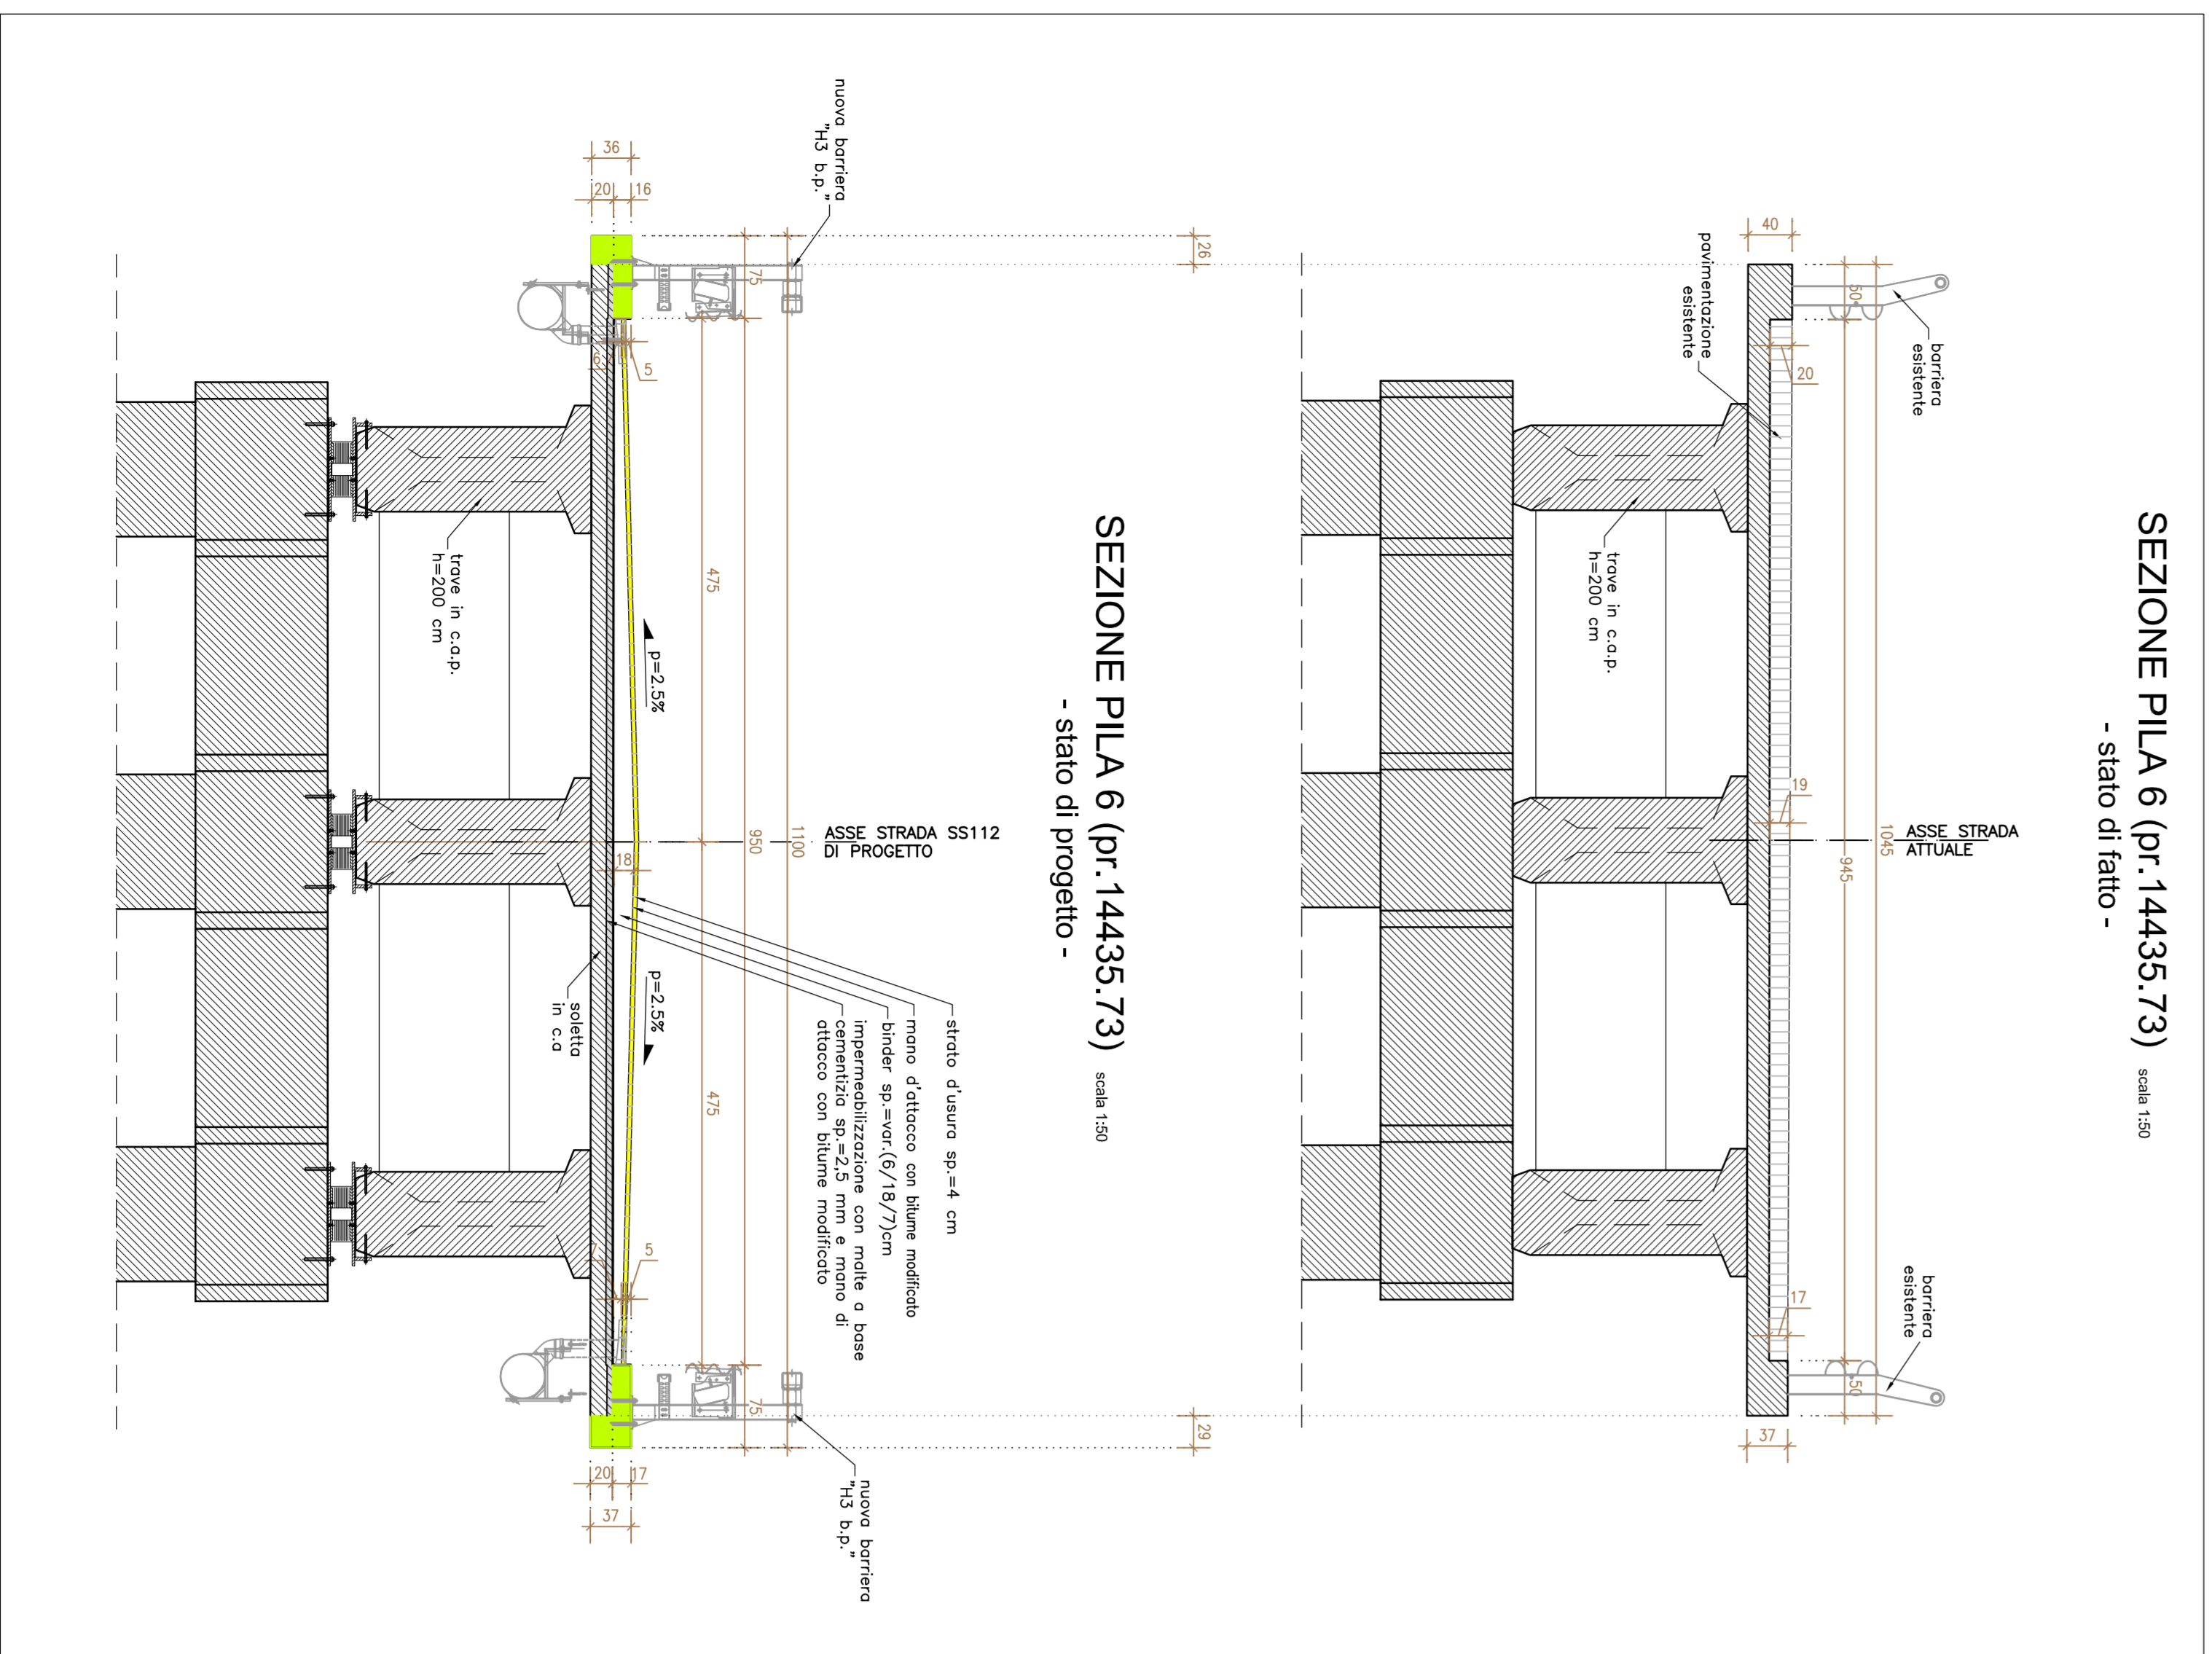 SEZIONE PILA 6 (pr.14435.73) scala 1:50
- stato di fatto -
ASSE STRADA
ATTUALE
barriera
esistente
barriera
esistente
1045
50
945
50
40
37
20
19
17
pavimentazione
esistente
trave in c.a.p.
h=200 cm
26
29
SEZIONE PILA 6 (pr.14435.73) scala 1:50
- stato di progetto -
ASSE STRADA SS112
DI PROGETTO
nuova barriera
"H3 b.p."
nuova barriera
"H3 b.p."
1100
75
950
75
475
475
36
20
16
6
5
p=2.5%
p=2.5%
18
7
5
20
17
37
strato d'usura sp.=4 cm
mano d'attacco con bitume modificato
binder sp.=var.(6/18/7)cm
impermeabilizzazione con malte a base
cementizia sp.=2,5 mm e mano di
attacco con bitume modificato
soletta
in c.a
trave in c.a.p.
h=200 cm